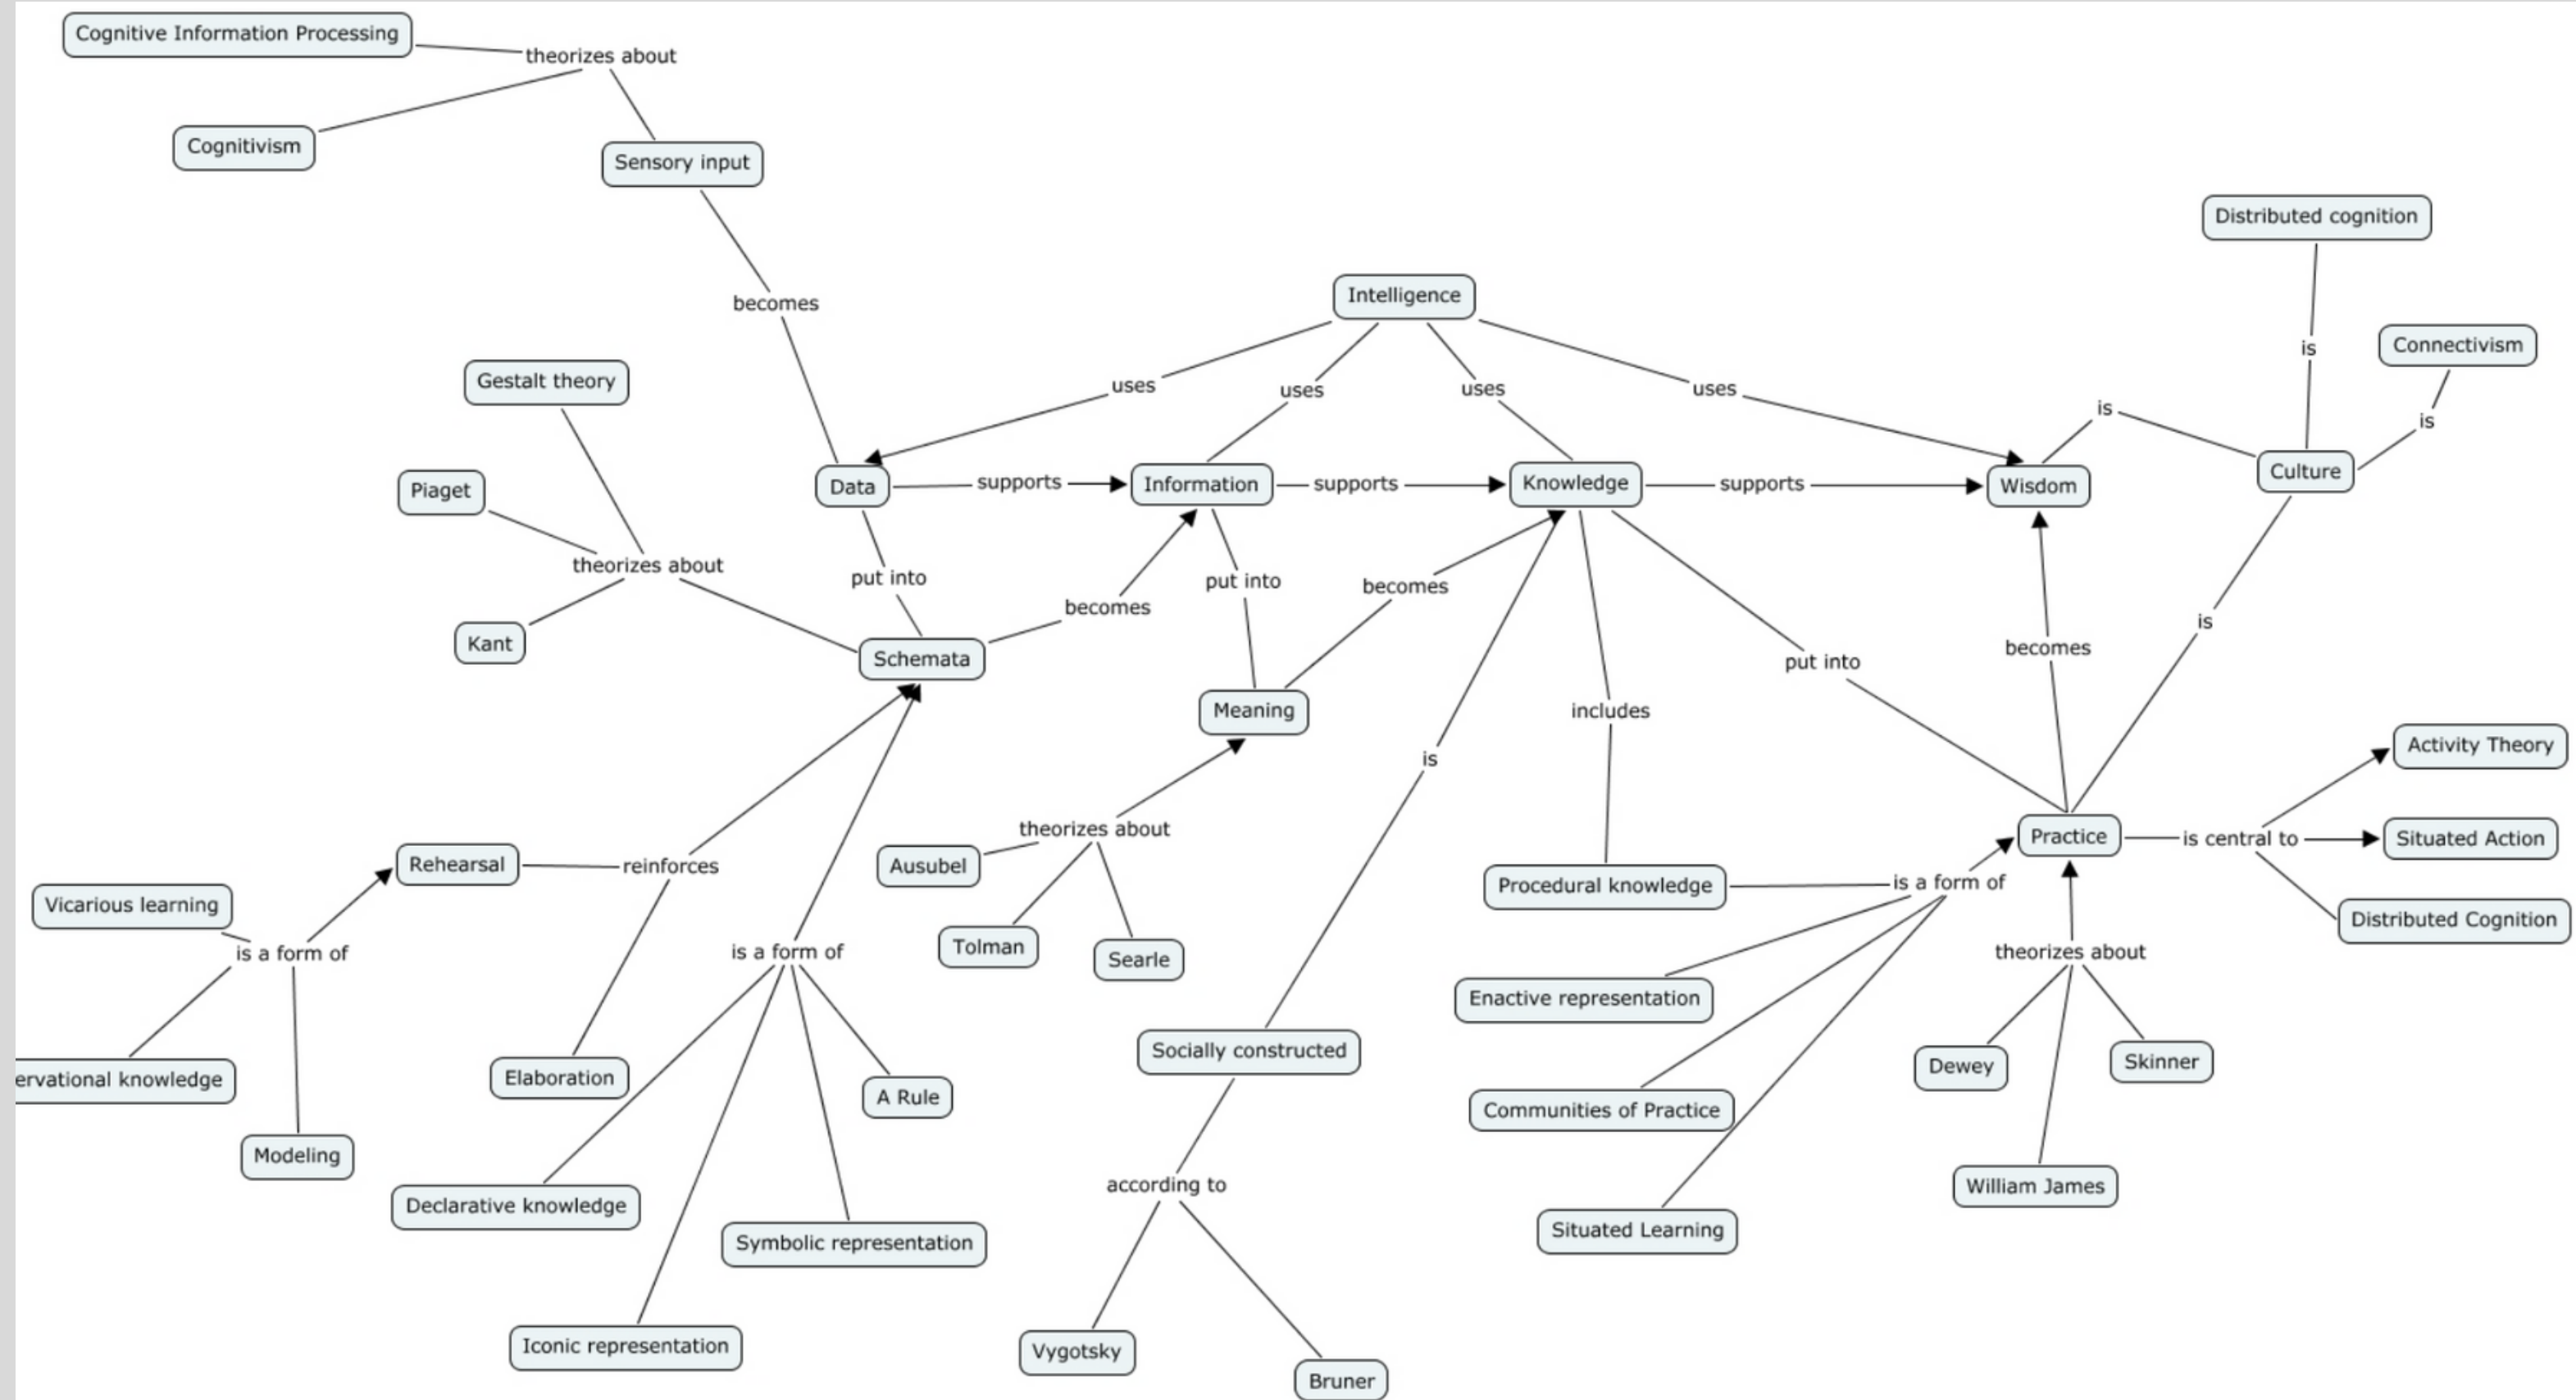 Cognitive Information Processing
theorizes about
Cognitivism
Sensory input
Distributed cognition
becomes
Intelligence
is
Connectivism
Gestalt theory
uses
uses
uses
uses
is
is
Piaget
Data
supports
Information
supports
Knowledge
supports
Wisdom
Culture
theorizes about
put into
put into
becomes
becomes
is
Kant
Schemata
becomes
put into
Meaning
includes
is
Activity Theory
theorizes about
Practice
is central to
Situated Action
Rehearsal
reinforces
Ausubel
Procedural knowledge
is a form of
Vicarious learning
Distributed Cognition
is a form of
is a form of
Tolman
Searle
theorizes about
Enactive representation
Socially constructed
ervational knowledge
Elaboration
A Rule
Dewey
Skinner
Communities of Practice
Modeling
according to
William James
Declarative knowledge
Symbolic representation
Situated Learning
Iconic representation
Vygotsky
Bruner